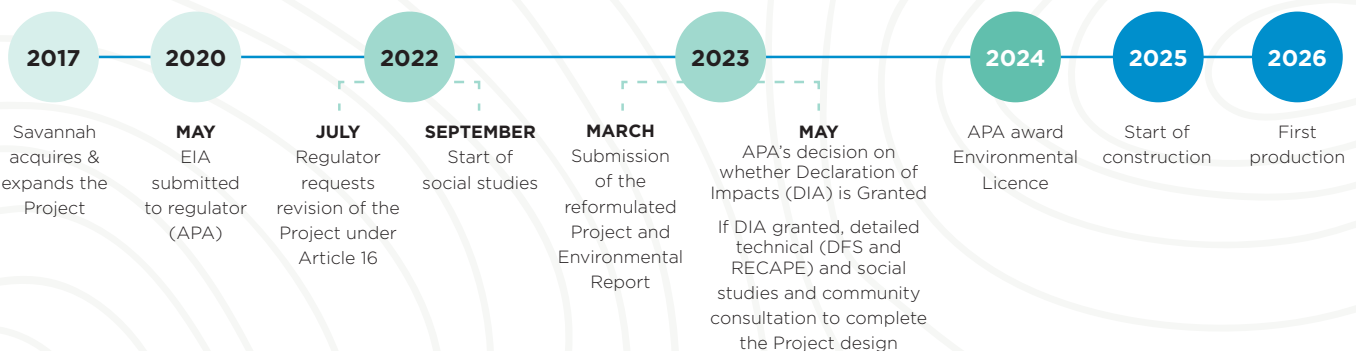 2017
2020
2022
2023
2024
2025
2026
Savannah
acquires &
expands the
Project
MAY
EIA
submitted
to regulator
(APA)
JULY
Regulator
requests
revision of the
Project under
Article 16
SEPTEMBER
Start of
social studies
MARCH
Submission
of the
reformulated
Project and
Environmental
Report
MAY
APA's decision on
whether Declaration of
Impacts (DIA) is Granted
If DIA granted, detailed
technical (DFS and
RECAPE) and social
studies and community
consultation to complete
the Project design
APA award
Environmental
Licence
Start of
construction
First
production